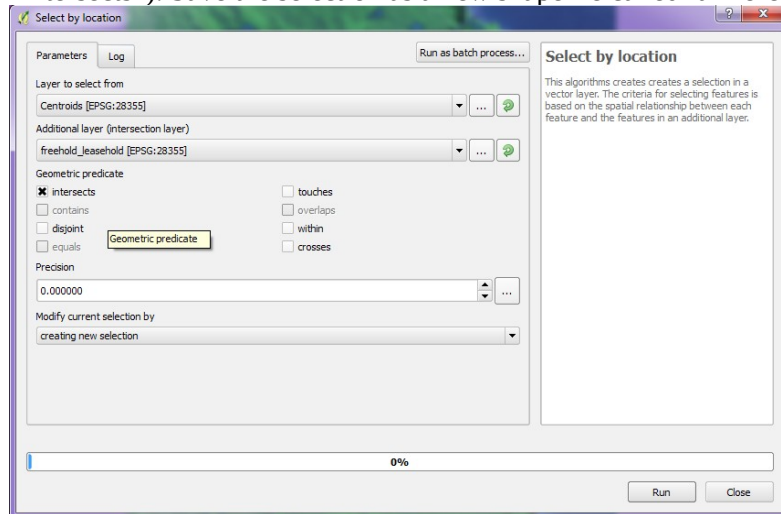 Select by location
Parameters
Log
Run as batch process...
Layer to select from
Centroids [EPSG:28355]
...
Additional layer (intersection layer)
freehold_leasehold [EPSG:28355]
...
Geometric predicate
intersects
touches
contains
overlaps
disjoint
within
equals
crosses
Geometric predicate
Precision
0.000000
...
Modify current selection by
creating new selection
Select by location
This algorithms creates creates a selection in a
vector layer. The criteria for selecting features is
based on the spatial relationship between each
feature and the features in an additional layer.
0%
Run
Close